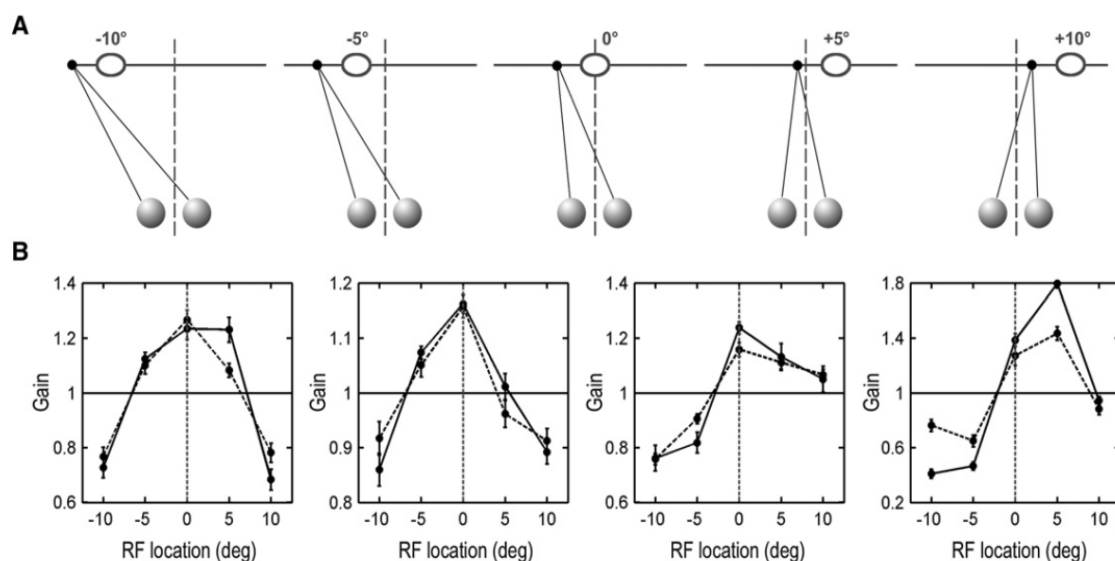 A
-10° -5° 0° +5° +10°
B
1.4 1.2 1.4 1.8
1.2 1.1 1.2 1.4
Gain 1 Gain 1 Gain 1 Gain 1
0.8 0.9 0.8 0.6
0.6 0.8 0.6 0.2
-10 -5 0 5 10 -10 -5 0 5 10 -10 -5 0 5 10 -10 -5 0 5 10
RF location (deg) RF location (deg) RF location (deg) RF location (deg)